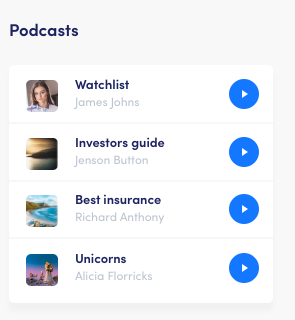 Podcasts
Watchlist
James Johns
Investors guide
Jenson Button
Best insurance
Richard Anthony
Unicorns
Alicia Florricks